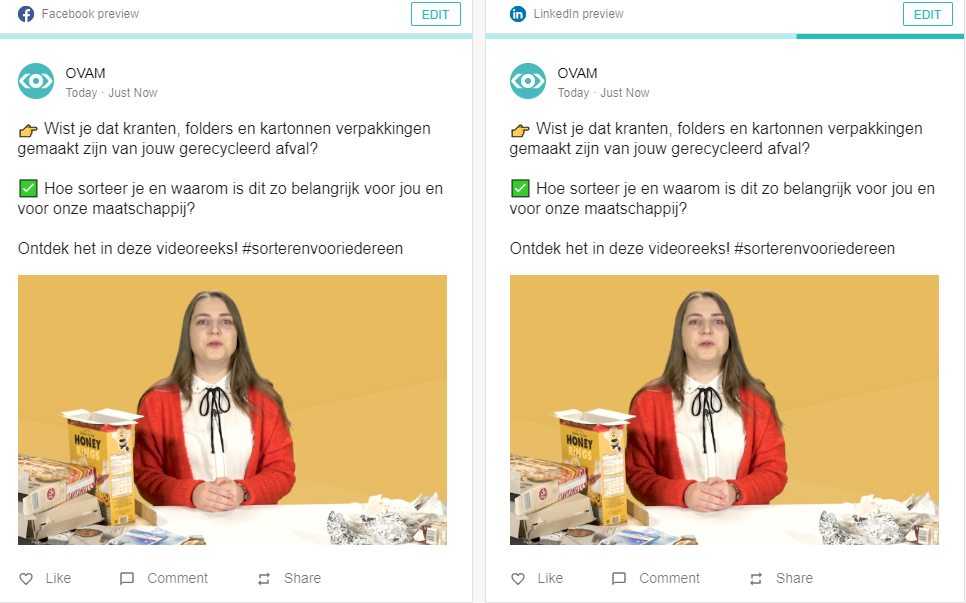 Facebook preview
EDIT
OVAM
Today · Just Now
👉 Wist je dat kranten, folders en kartonnen verpakkingen
gemaakt zijn van jouw gerecycleerd afval?
✅ Hoe sorteer je en waarom is dit zo belangrijk voor jou en
voor onze maatschappij?
Ontdek het in deze videoreeks! #sorterenvooriedereen
HONEY
RINGS
Like
Comment
Share
LinkedIn preview
EDIT
OVAM
Today · Just Now
👉 Wist je dat kranten, folders en kartonnen verpakkingen
gemaakt zijn van jouw gerecycleerd afval?
✅ Hoe sorteer je en waarom is dit zo belangrijk voor jou en
voor onze maatschappij?
Ontdek het in deze videoreeks! #sorterenvooriedereen
HONEY
RINGS
Like
Comment
Share